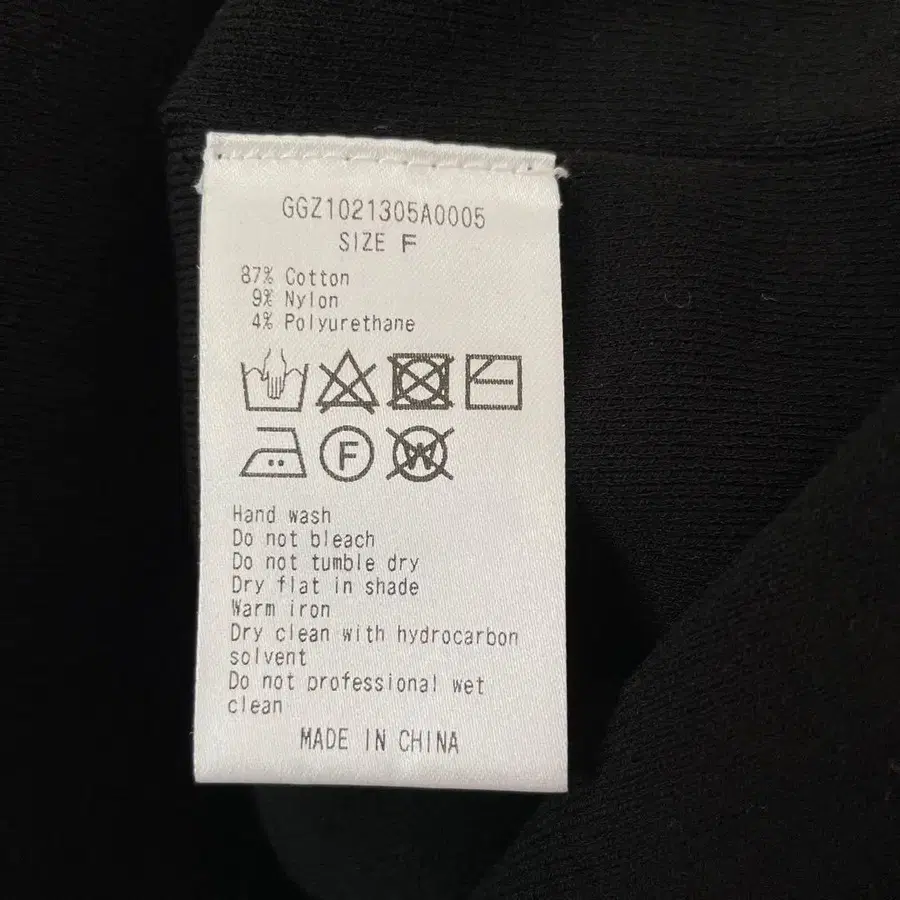 GGZ1021305A0005
SIZE F
87% Cotton
9% Nylon
4% Polyurethane
F
W
Hand wash
Do not bleach
Do not tumble dry
Dry flat in shade
Warm iron
Dry clean with hydrocarbon
solvent
Do not professional wet
clean
MADE IN CHINA